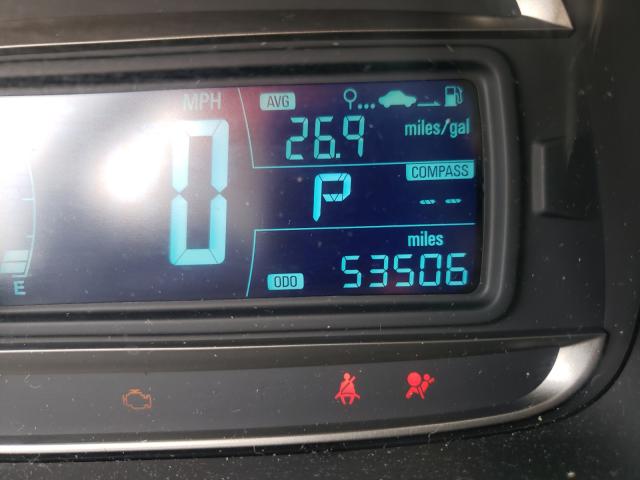 MPH
AVG
26.9 miles/gal
0
P
COMPASS
--
miles
E
ODO 53506